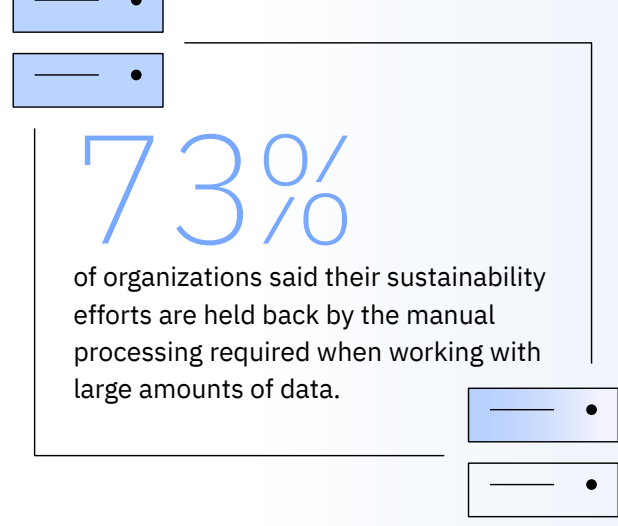 73%
of organizations said their sustainability
efforts are held back by the manual
processing required when working with
large amounts of data.